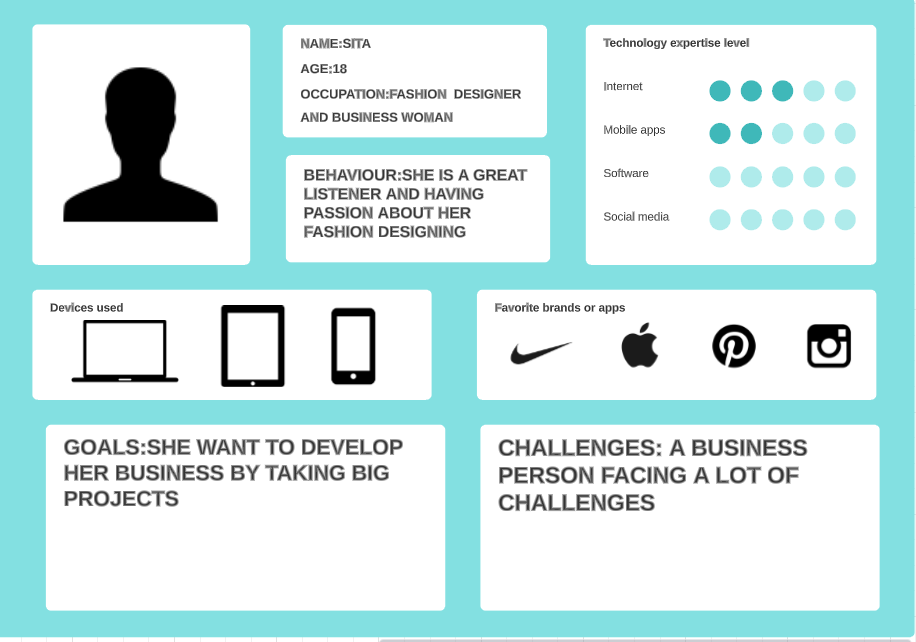 NAME:SITA
AGE:18
OCCUPATION:FASHION DESIGNER
AND BUSINESS WOMAN
BEHAVIOUR:SHE IS A GREAT
LISTENER AND HAVING
PASSION ABOUT HER
FASHION DESIGNING
Technology expertise level
Internet
Mobile apps
Software
Social media
Devices used
Favorite brands or apps
GOALS:SHE WANT TO DEVELOP
HER BUSINESS BY TAKING BIG
PROJECTS
CHALLENGES: A BUSINESS
PERSON FACING A LOT OF
CHALLENGES